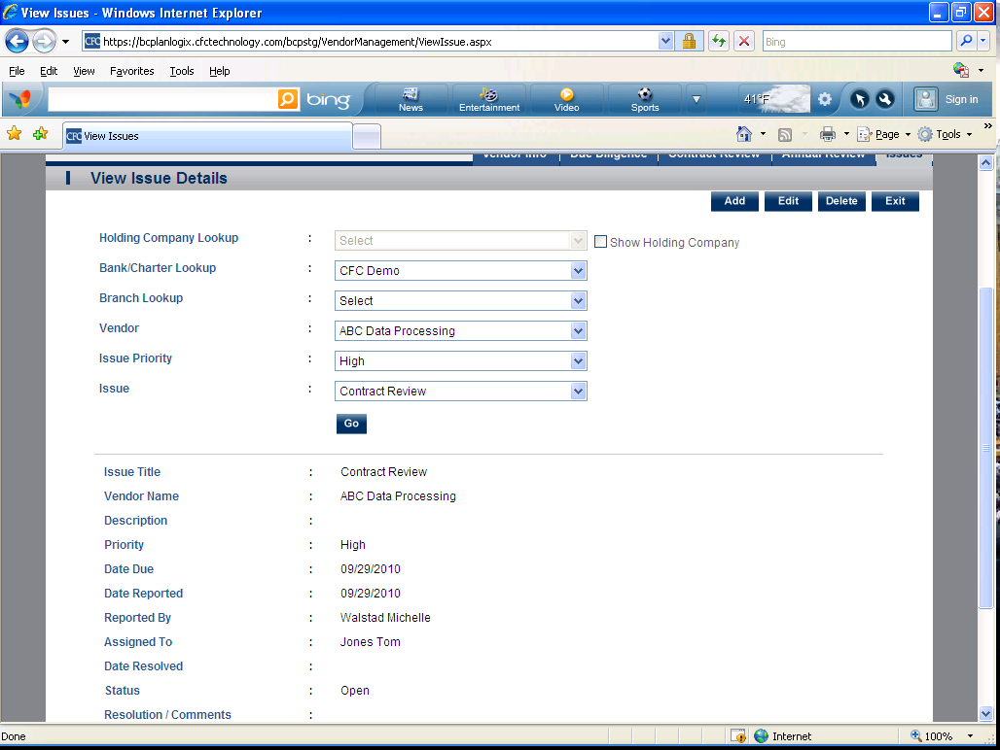 View Issues - Windows Internet Explorer
CFC https://bcplanlogix.cfctechnology.com/bcpstg/VendorManagement/ViewIssue.aspx Bing
File Edit View Favorites Tools Help
bing News Entertainment Video Sports 41°F Sign in
CFC View Issues Page Tools
Vendor Info Due Diligence Contract Review Annual Review Issues
View Issue Details
Add Edit Delete Exit
Holding Company Lookup : Select Show Holding Company
Bank/Charter Lookup : CFC Demo
Branch Lookup : Select
Vendor : ABC Data Processing
Issue Priority : High
Issue : Contract Review
Go
Issue Title : Contract Review
Vendor Name : ABC Data Processing
Description :
Priority : High
Date Due : 09/29/2010
Date Reported : 09/29/2010
Reported By : Walstad Michelle
Assigned To : Jones Tom
Date Resolved :
Status : Open
Resolution / Comments :
Done Internet 100%